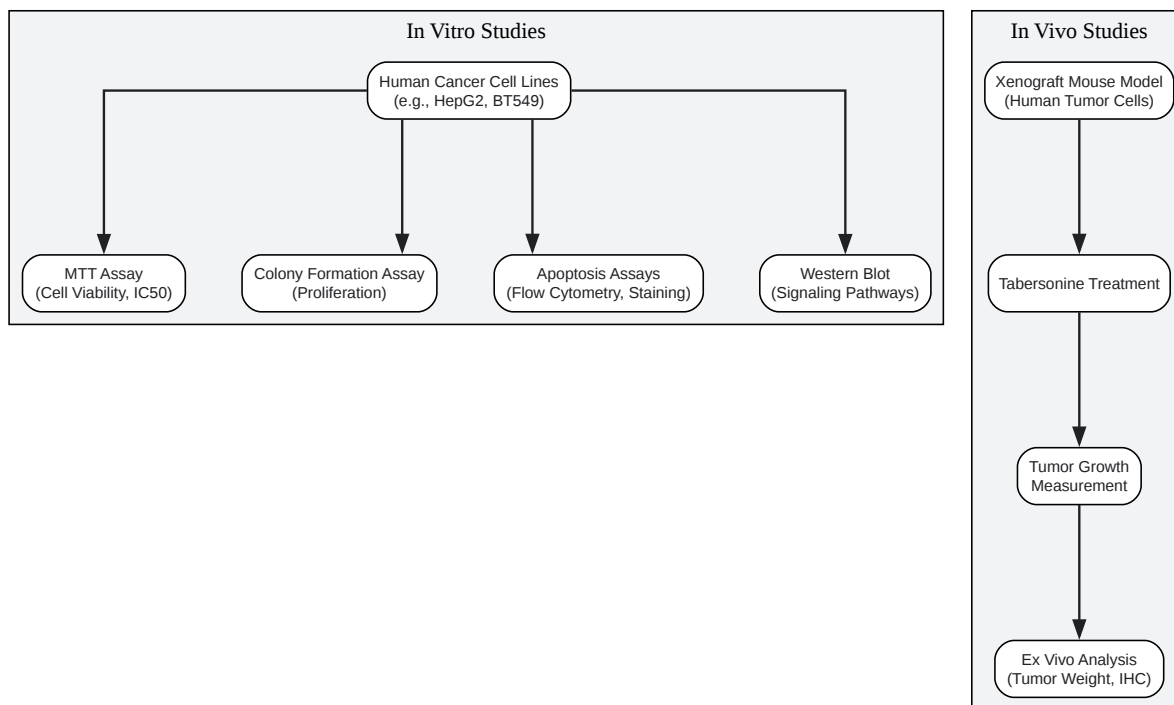 In Vitro Studies
Human Cancer Cell Lines
(e.g., HepG2, BT549)
MTT Assay
(Cell Viability, IC50)
Colony Formation Assay
(Proliferation)
Apoptosis Assays
(Flow Cytometry, Staining)
Western Blot
(Signaling Pathways)
In Vivo Studies
Xenograft Mouse Model
(Human Tumor Cells)
Tabersonine Treatment
Tumor Growth
Measurement
Ex Vivo Analysis
(Tumor Weight, IHC)